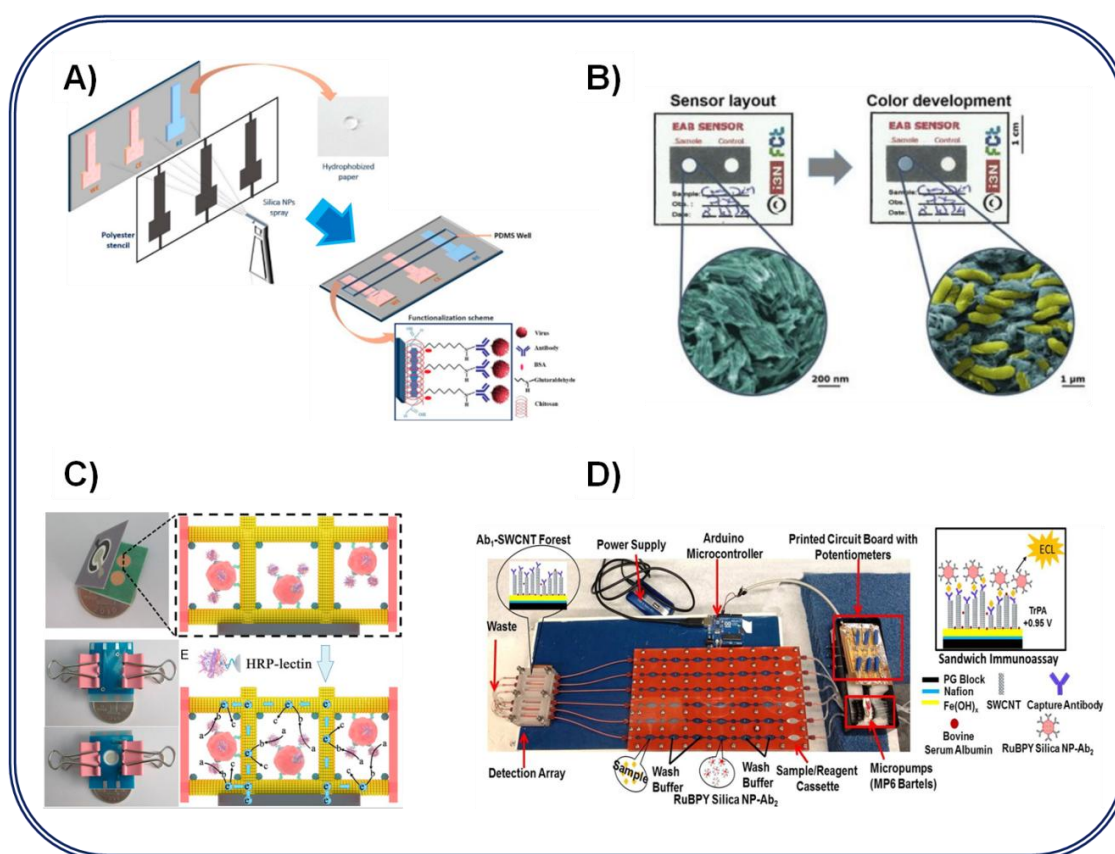 A)
Hydrophobized
paper
Silica NPs
spray
Polyester
stencil
PDMS Well
Functionalization scheme
Virus
Antibody
BSA
Glutaraldehyde
Chitosan
B)
Sensor layout
Color development
EAB SENSOR
Sample Control
Sample:
Obs.:
Date:
i3N
FCT
200 nm
EAB SENSOR
Sample Control
Sample:
Obs.:
Date:
i3N
FCT
1 cm
1 µm
C)
E
HRP-lectin
a
b
c
D)
Ab1-SWCNT Forest
Power Supply
Arduino
Microcontroller
Printed Circuit Board with
Potentiometers
Waste
Detection Array
Sample
Wash
Buffer
RuBPY Silica NP-Ab2
Wash
Buffer
Sample/Reagent
Cassette
Micropumps
(MP6 Bartels)
ECL
TrPA
+0.95 V
Sandwich Immunoassay
PG Block
Nafion
Fe(OH)x
SWCNT
Capture Antibody
Bovine
Serum Albumin
RuBPY
Silica NP-Ab2